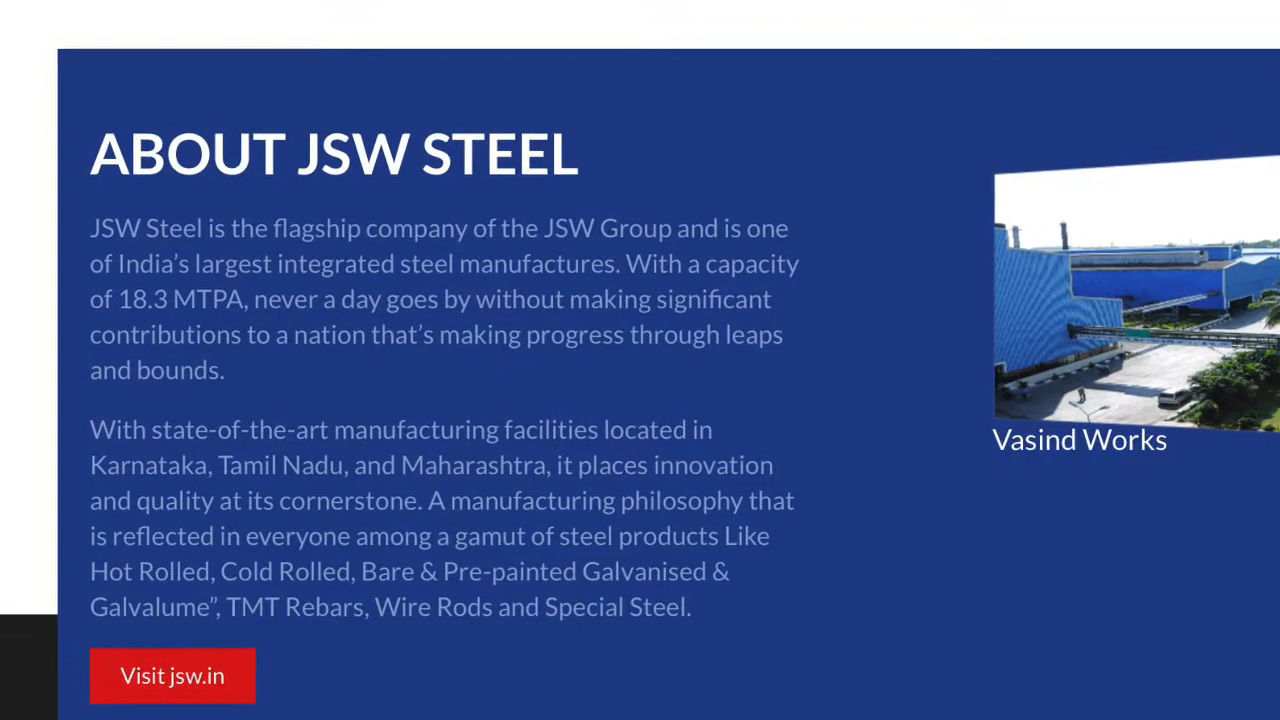 ABOUT JSW STEEL
JSW Steel is the flagship company of the JSW Group and is one
of India’s largest integrated steel manufactures. With a capacity
of 18.3 MTPA, never a day goes by without making significant
contributions to a nation that’s making progress through leaps
and bounds.
With state-of-the-art manufacturing facilities located in
Karnataka, Tamil Nadu, and Maharashtra, it places innovation
and quality at its cornerstone. A manufacturing philosophy that
is reflected in everyone among a gamut of steel products Like
Hot Rolled, Cold Rolled, Bare & Pre-painted Galvanised &
Galvalume”, TMT Rebars, Wire Rods and Special Steel.
Visit jsw.in
Vasind Works